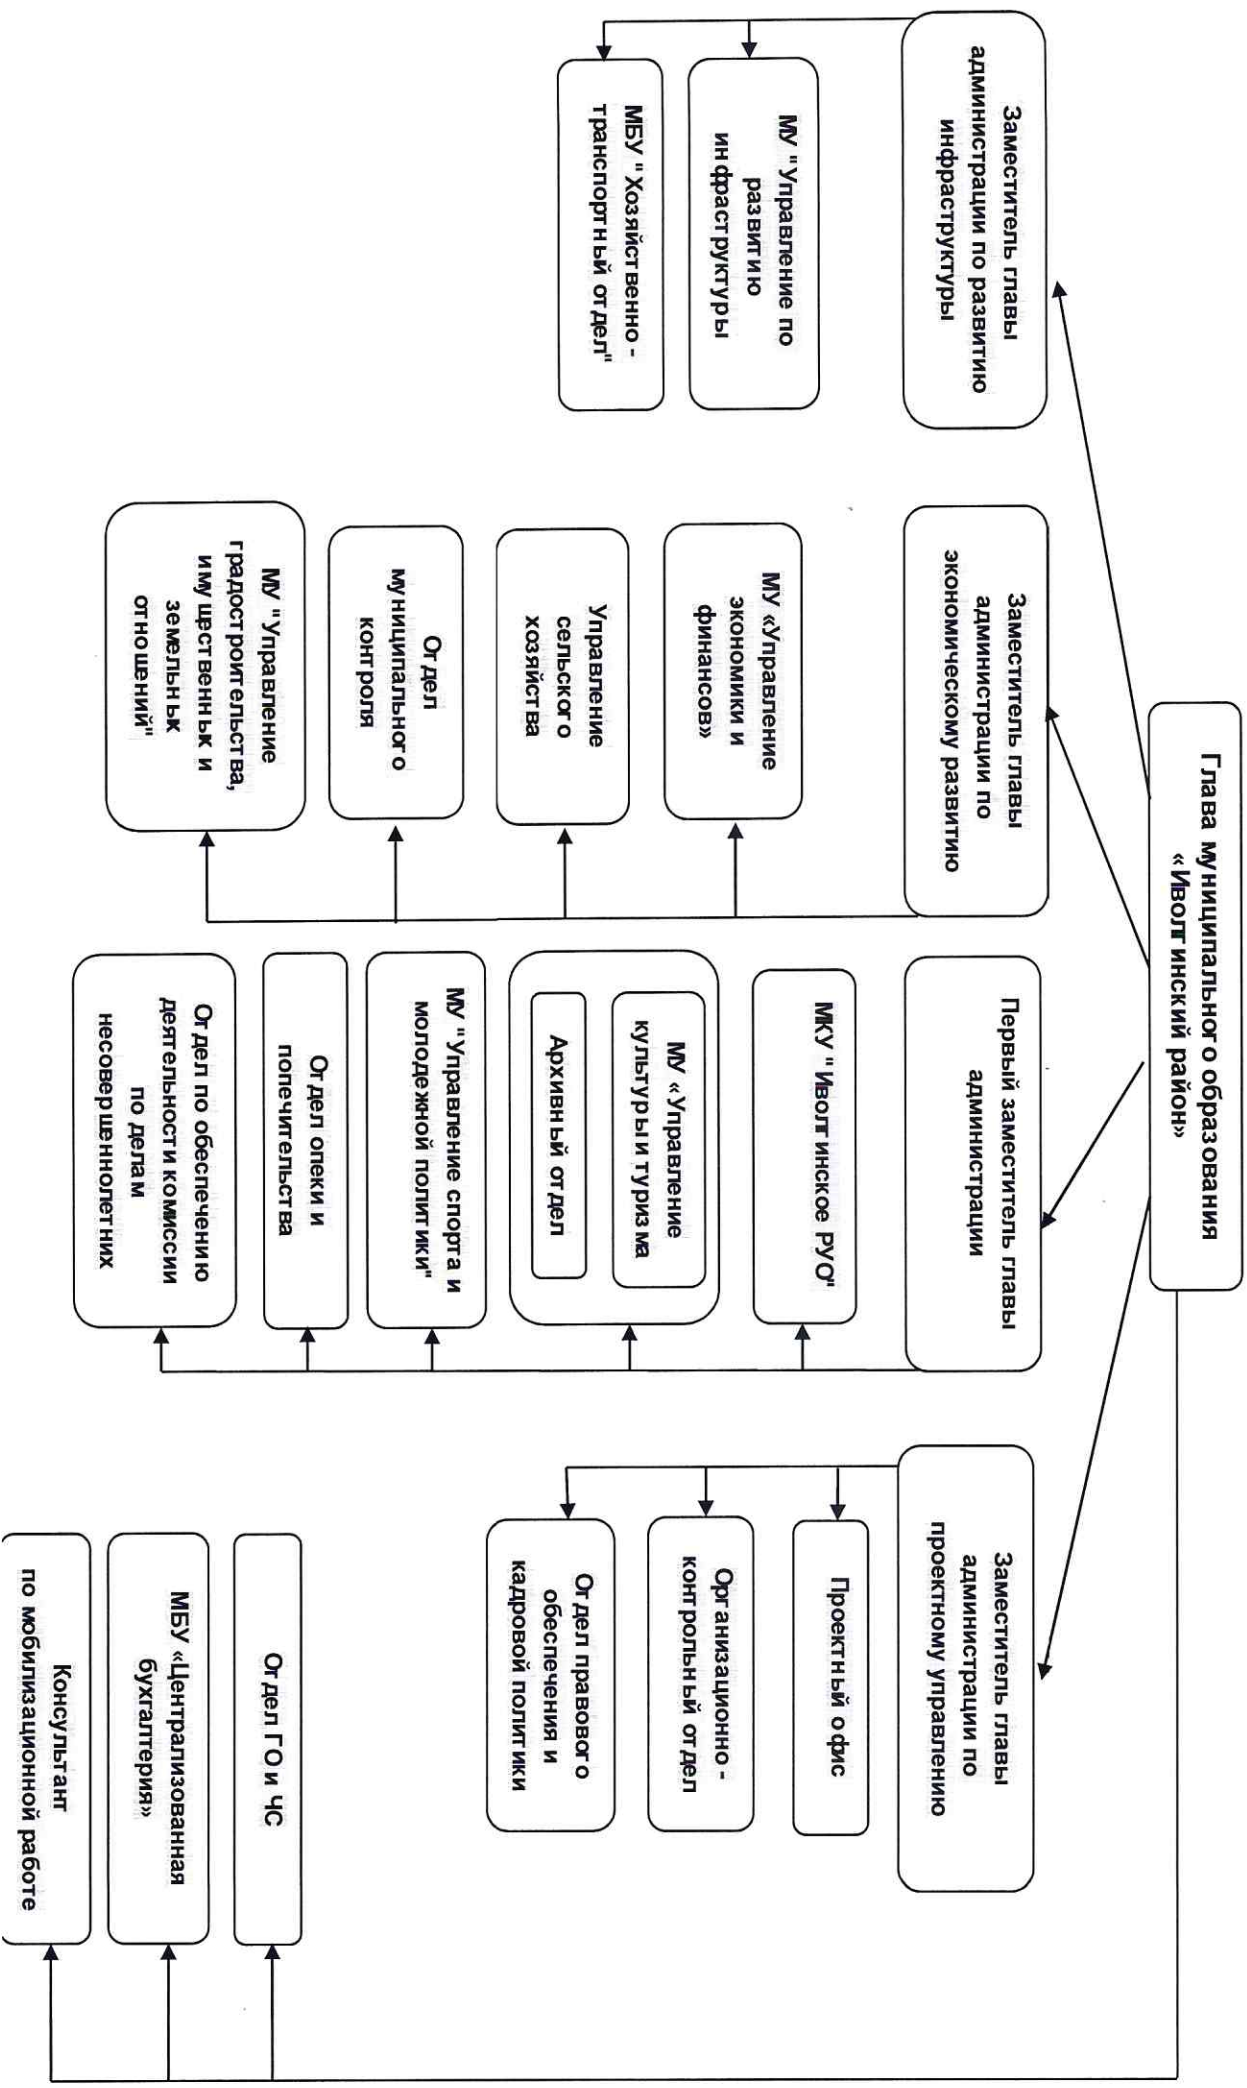 Глава муниципального образования
«Иволгинский район»
Заместитель главы
администрации по развитию
инфраструктуры
МУ "Управление по
развитию
инфраструктуры
МБУ "Хозяйственно -
транспортный отдел"
Заместитель главы
администрации по
экономическому развитию
МУ «Управление
экономики и
финансов»
Управление
сельского
хозяйства
Отдел
муниципального
контроля
МУ "Управление
градостроительства,
имущественных и
земельных
отношений"
Первый заместитель главы
администрации
МКУ "Иволгинское РУО"
МУ «Управление
культуры и туризма
Архивный отдел
МУ "Управление спорта и
молодежной политики"
Отдел опеки и
попечительства
Отдел по обеспечению
деятельности комиссии
по делам
несовершеннолетних
Заместитель главы
администрации по
проектному управлению
Проектный офис
Организационно -
контрольный отдел
Отдел правового
обеспечения и
кадровой политики
Отдел ГО и ЧС
МБУ «Централизованная
бухгалтерия»
Консультант
по мобилизационной работе